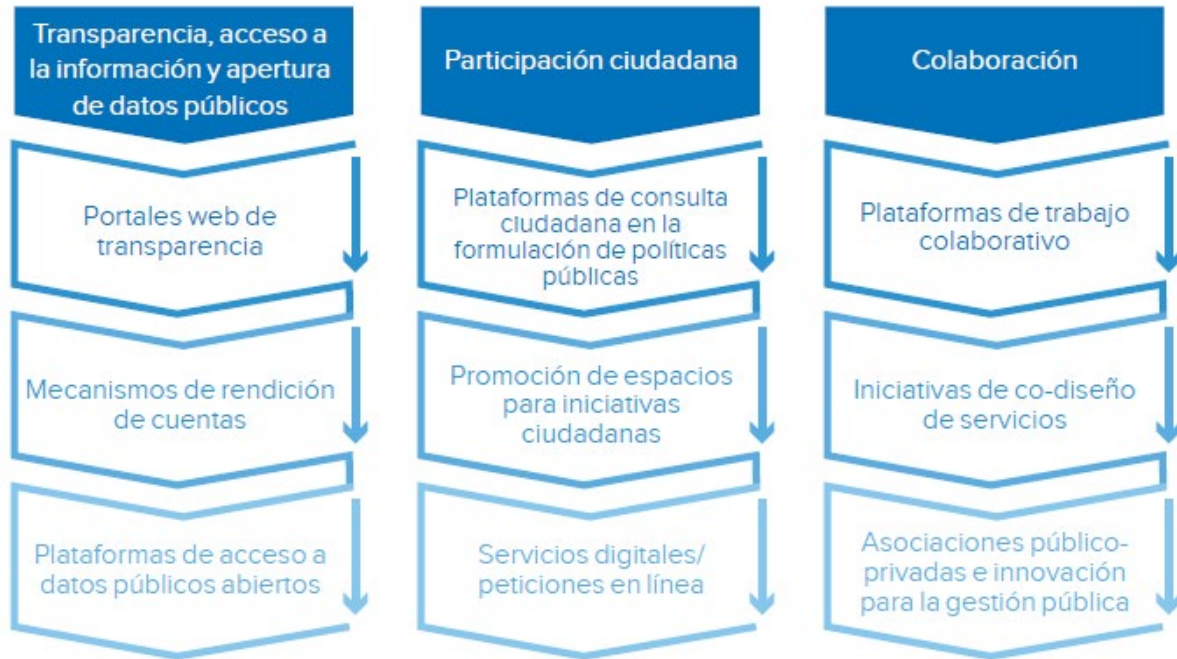 Transparencia, acceso a
la información y apertura
de datos públicos
Portales web de
transparencia
Mecanismos de rendición
de cuentas
Plataformas de acceso a
datos públicos abiertos
Participación ciudadana
Plataformas de consulta
ciudadana en la
formulación de políticas
públicas
Promoción de espacios
para iniciativas
ciudadanas
Servicios digitales/
peticiones en línea
Colaboración
Plataformas de trabajo
colaborativo
Iniciativas de co-diseño
de servicios
Asociaciones público-
privadas e innovación
para la gestión pública